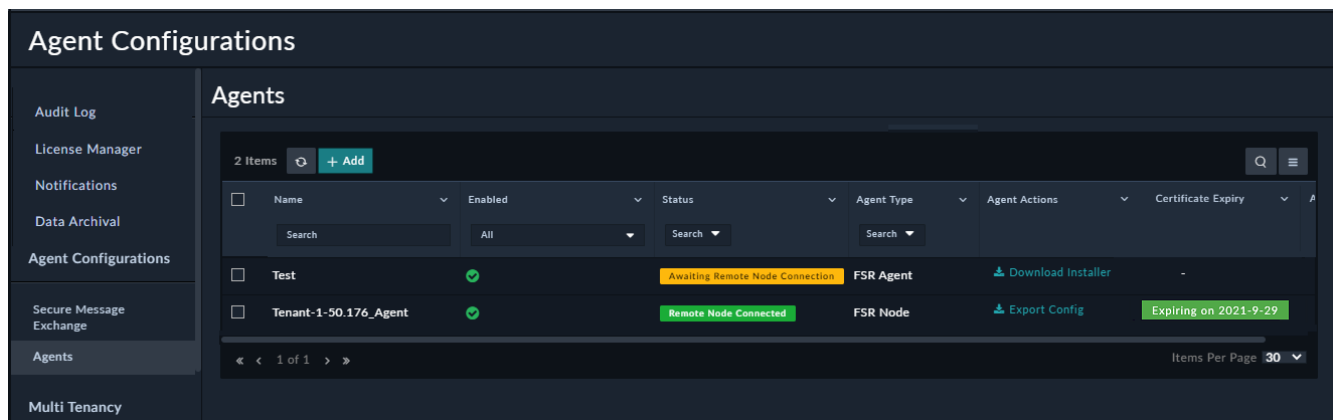 Agent Configurations
Audit Log
License Manager
Notifications
Data Archival
Agent Configurations
Secure Message
Exchange
Agents
Multi Tenancy
Agents
2 Items + Add
Name Enabled Status Agent Type Agent Actions Certificate Expiry A
Search All Search Search
Test Awaiting Remote Node Connection FSR Agent Download Installer -
Tenant-1-50.176_Agent Remote Node Connected FSR Node Export Config Expiring on 2021-9-29
« < 1 of 1 > » Items Per Page 30